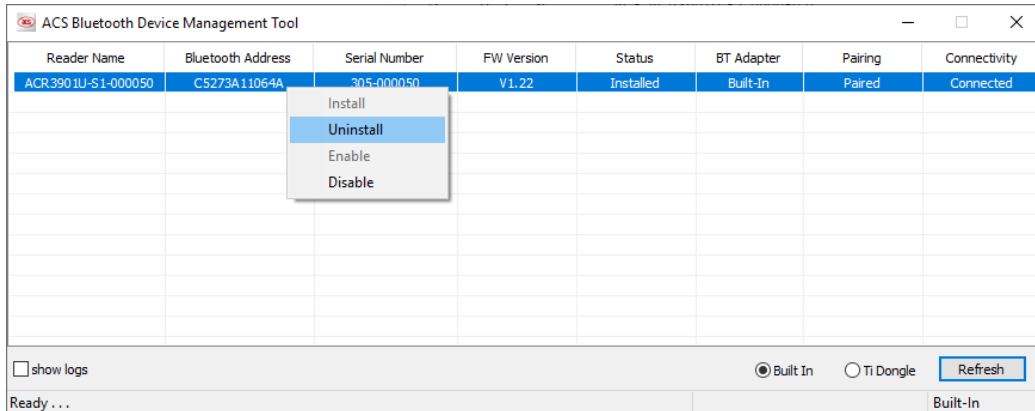 ACS Bluetooth Device Management Tool
Reader Name Bluetooth Address Serial Number FW Version Status BT Adapter Pairing Connectivity
ACR3901U-S1-000050 C5273A11064A 305-000050 V1.22 Installed Built-In Paired Connected
Install
Uninstall
Enable
Disable
show logs Built In Ti Dongle Refresh
Ready . . . Built-In